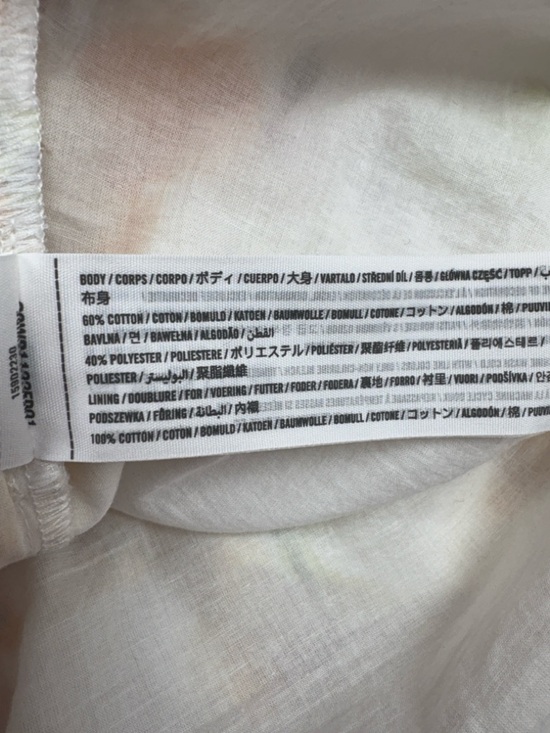 BODY / CORPS / CORPO / ボディ / CUERPO / 大身 / VARTALO / STŘEDNÍ DÍL / 몸통 / GŁÓWNA CZĘŚĆ / TOPP /
布身
60% COTTON / COTON / BOMULD / KATOEN / BAUMWOLLE / BOMULL / COTONE / コットン / ALGODÓN / 棉 /
BAVLNA / 면 / BAWEŁNA / ALGODÃO / القطن
40% POLYESTER / POLIESTERE / ポリエステル / POLIÉSTER / 聚酯纤维 / POLYESTERIÄ / 폴리에스테르 /
POLIESTER / البوليستر / 聚酯纖維
LINING / DOUBLURE / FOR / VOERING / FUTTER / FODER / FODERA / 裏地 / FORRO / 衬里 / VUORI / PODŠÍVKA /
PODSZEWKA / FÔRING / البطانة / 內襯
100% COTTON / COTON / BOMULD / KATOEN / BAUMWOLLE / BOMULL / COTONE / コットン / ALGODÓN / 棉 /